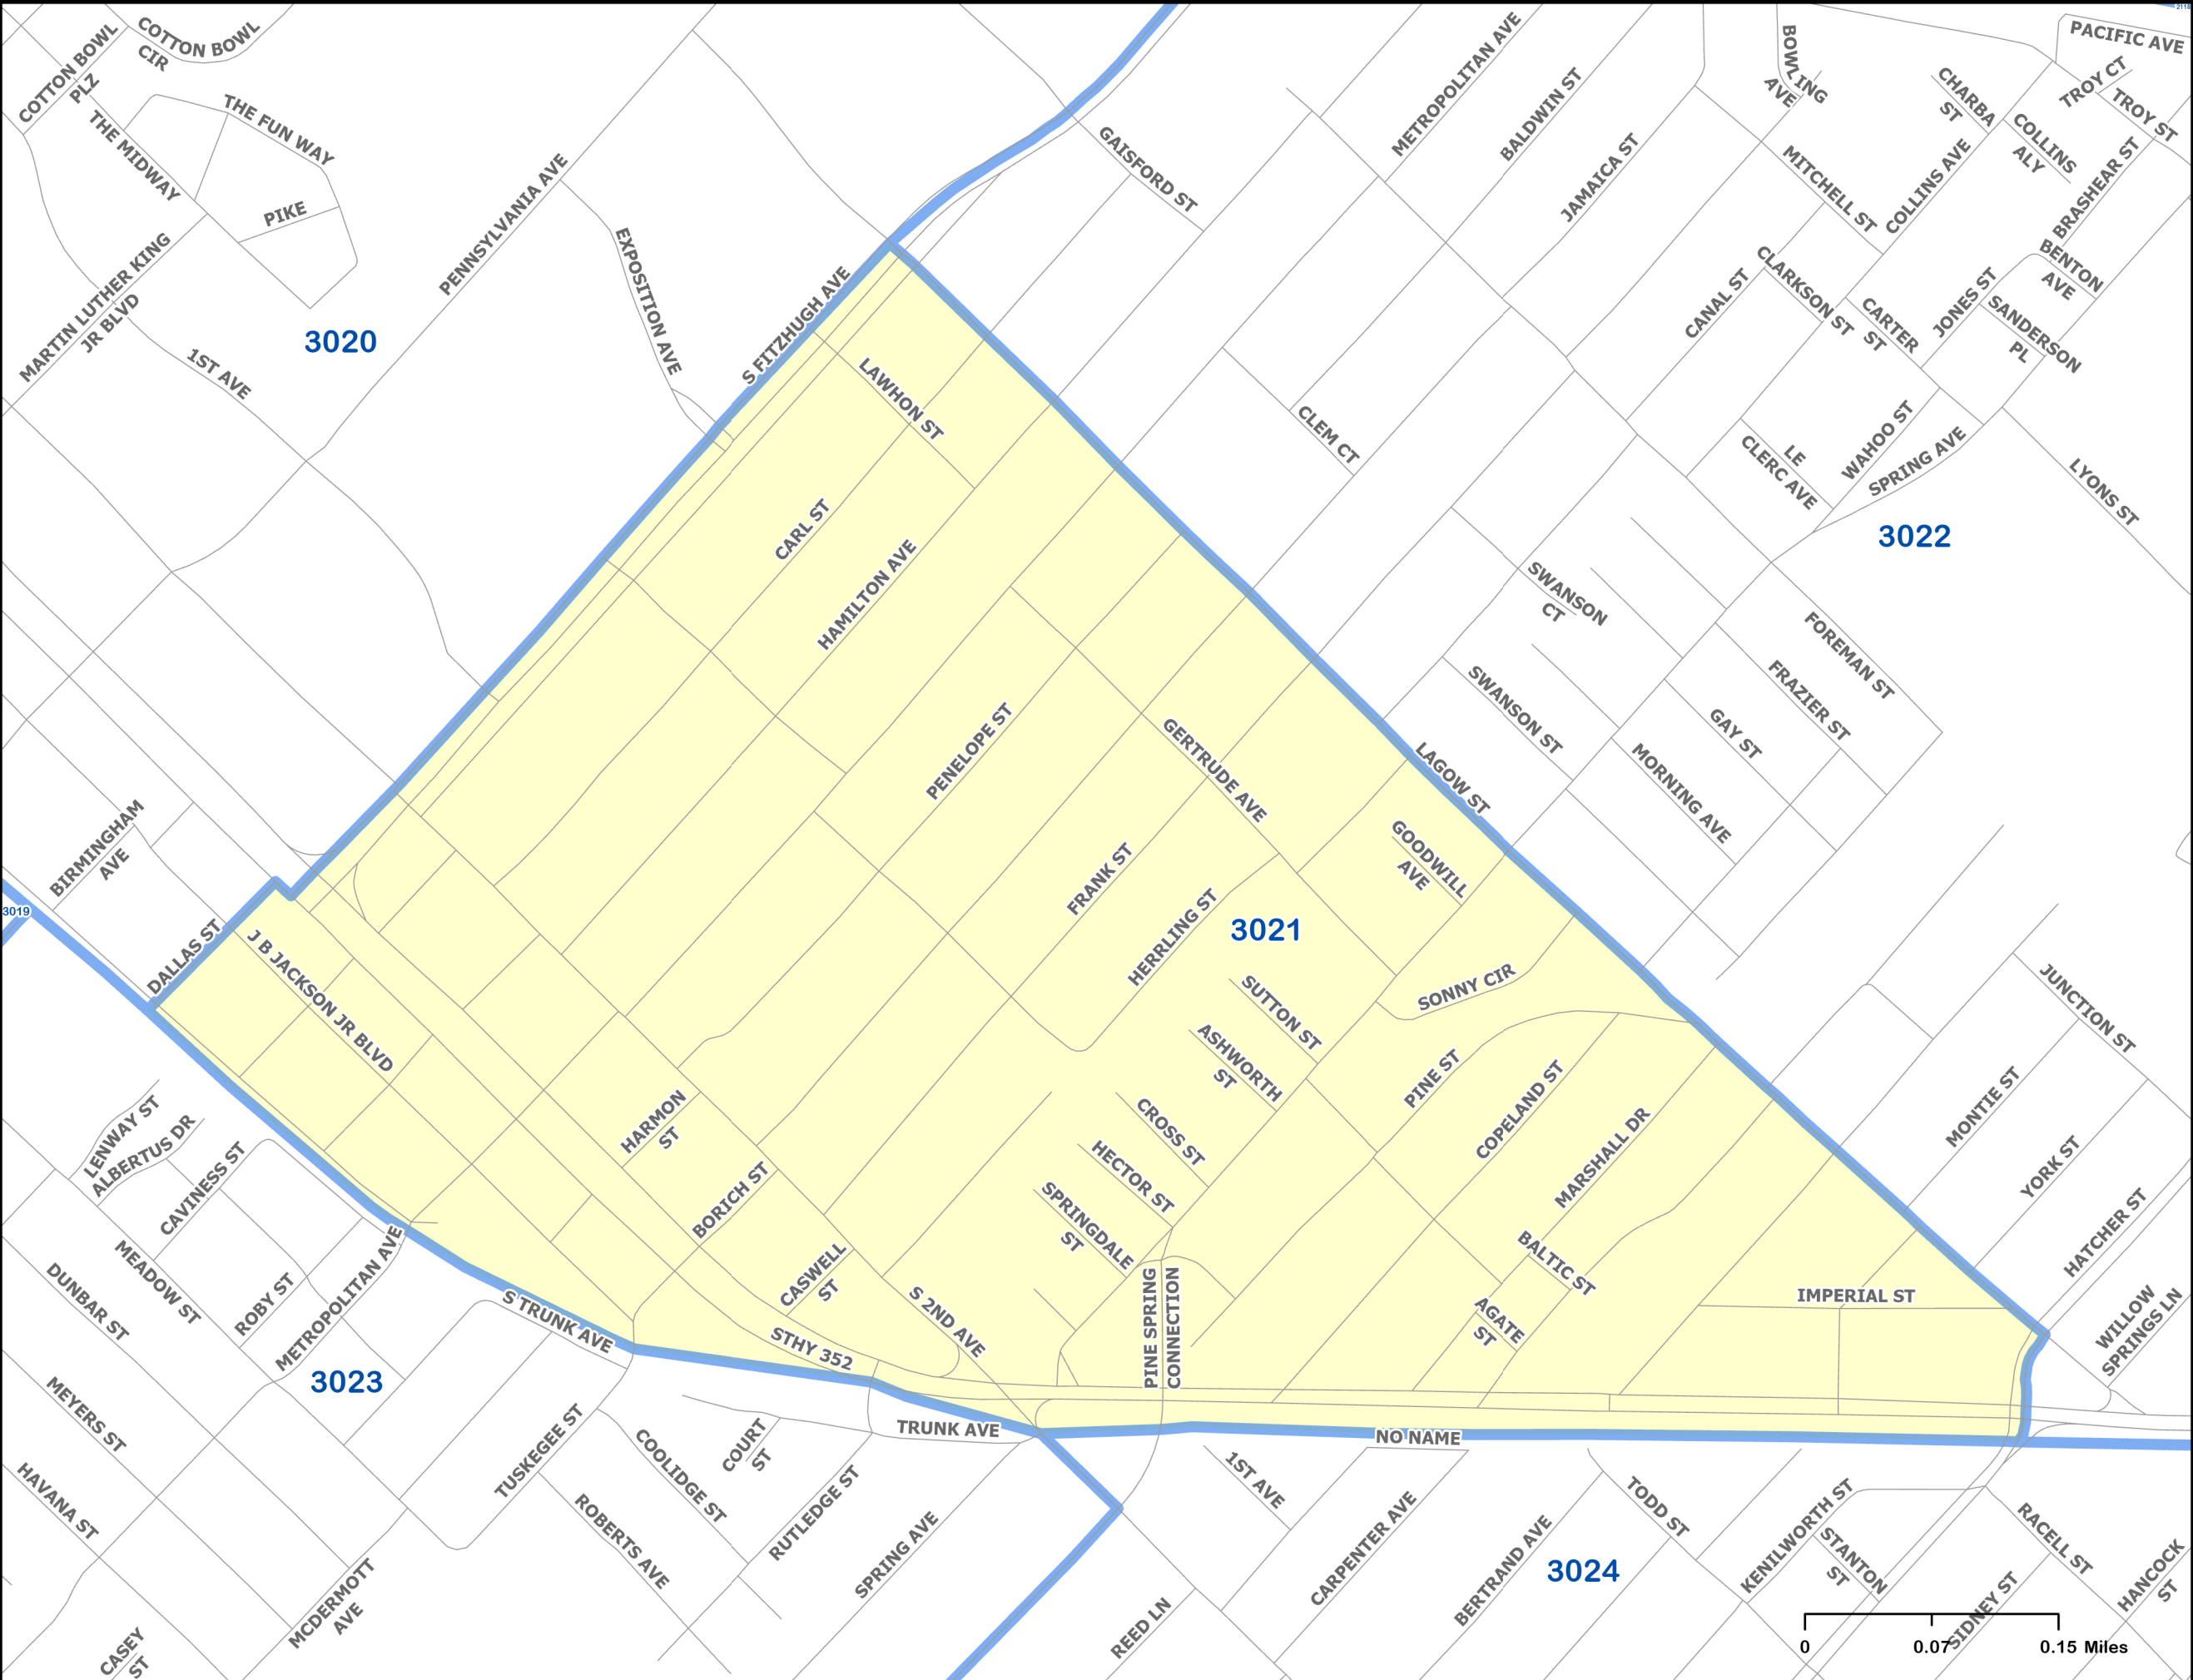 COTTON BOWL
CIR
COTTON BOWL
PLZ
THE FUN WAY
THE MIDWAY
PIKE
MARTIN LUTHER KING
JR BLVD
1ST AVE
3020
PENNSYLVANIA AVE
EXPOSITION AVE
S FITZHUGH AVE
GAISFORD ST
METROPOLITAN AVE
BALDWIN ST
JAMAICA ST
BOWLING
AVE
2118
PACIFIC AVE
TROY CT
TROY ST
CHARBA
ST
COLLINS
ALY
COLLINS AVE
BRASHEAR ST
MITCHELL ST
BENTON
AVE
CANAL ST
CLARKSON ST
CARTER
ST
JONES ST
SANDERSON
PL
LAWHON ST
CLEM CT
LE
CLERC AVE
WAHOO ST
SPRING AVE
LYONS ST
3022
CARL ST
HAMILTON AVE
SWANSON
CT
SWANSON ST
FOREMAN ST
FRAZIER ST
GAY ST
MORNING AVE
PENELOPE ST
GERTRUDE AVE
LAGOW ST
GOODWILL
AVE
FRANK ST
HERRLING ST
3021
BIRMINGHAM
AVE
3019
DALLAS ST
J B JACKSON JR BLVD
SUTTON ST
SONNY CIR
ASHWORTH
ST
PINE ST
COPELAND ST
MARSHALL DR
JUNCTION ST
MONTIE ST
YORK ST
HATCHER ST
LENWAY ST
ALBERTUS DR
CAVINESS ST
HARMON
ST
BORICH ST
CROSS ST
HECTOR ST
SPRINGDALE
ST
BALTIC ST
AGATE
ST
IMPERIAL ST
WILLOW
SPRINGS LN
MEADOW ST
DUNBAR ST
ROBY ST
METROPOLITAN AVE
S TRUNK AVE
CASWELL
ST
S 2ND AVE
STHY 352
PINE SPRING
CONNECTION
3023
MEYERS ST
HAVANA ST
TUSKEGEE ST
COOLIDGE ST
COURT
ST
TRUNK AVE
NO NAME
ROBERTS AVE
RUTLEDGE ST
SPRING AVE
1ST AVE
CARPENTER AVE
BERTRAND AVE
TODD ST
KENILWORTH ST
STANTON
ST
RACELL ST
HANCOCK
ST
SIDNEY ST
3024
MCDERMOTT
AVE
CASEY
ST
REED LN
0 0.07 0.15 Miles